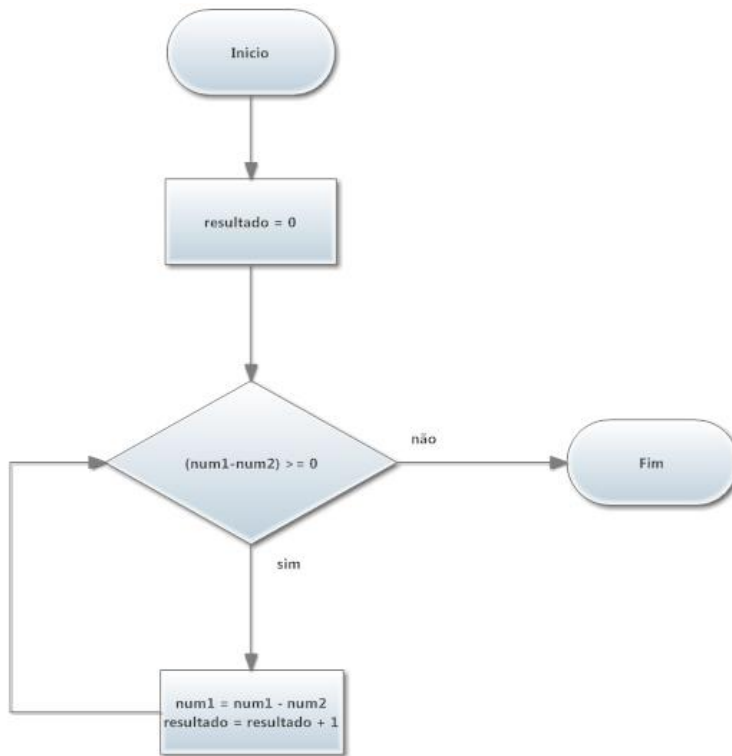 Inicio
resultado = 0
(num1-num2) >= 0
não
Fim
sim
num1 = num1 - num2
resultado = resultado + 1